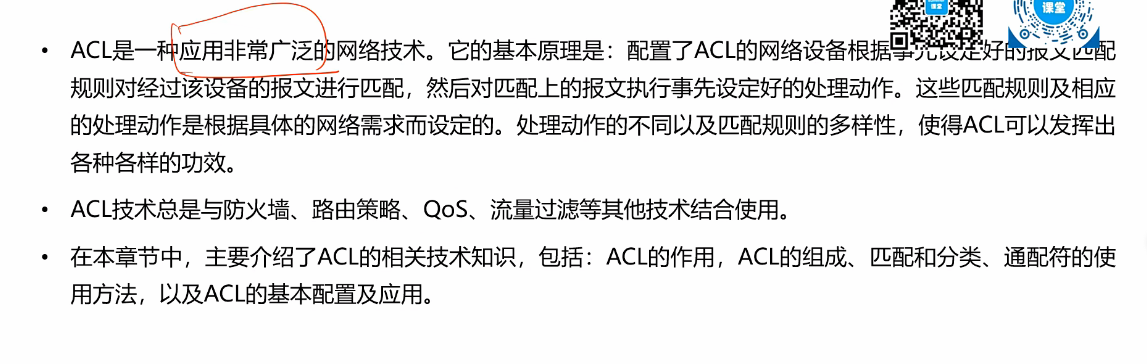 课堂
• ACL是一种应用非常广泛的网络技术。它的基本原理是：配置了ACL的网络设备根据事先设定好的报文匹配
规则对经过该设备的报文进行匹配，然后对匹配上的报文执行事先设定好的处理动作。这些匹配规则及相应
的处理动作是根据具体的网络需求而设定的。处理动作的不同以及匹配规则的多样性，使得ACL可以发挥出
各种各样的功效。
• ACL技术总是与防火墙、路由策略、QoS、流量过滤等其他技术结合使用。
• 在本章节中，主要介绍了ACL的相关技术知识，包括：ACL的作用，ACL的组成、匹配和分类、通配符的使
用方法，以及ACL的基本配置及应用。